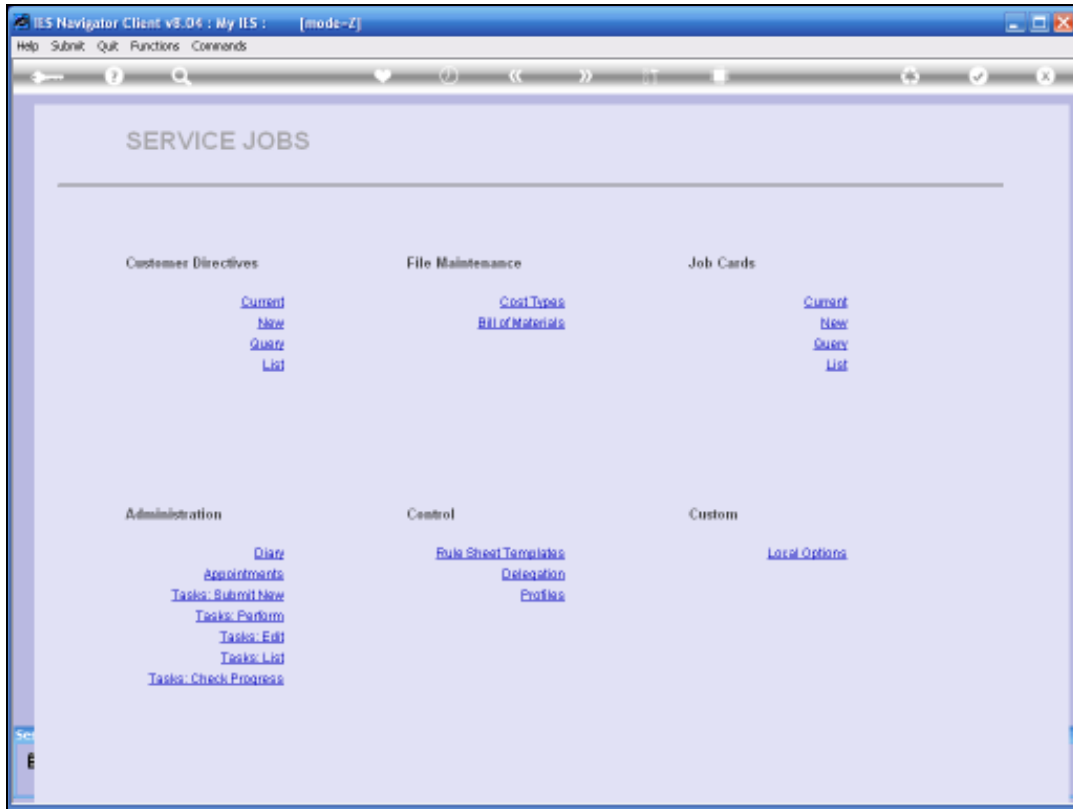 IES Navigator Client v8.04 : My IES : [mode=Z]
Help Submit Quit Functions Commands
SERVICE JOBS
Customer Directives
Current
New
Query
List
File Maintenance
Cost Types
Bill of Materials
Job Cards
Current
New
Query
List
Administration
Diary
Appointments
Tasks: Submit New
Tasks: Perform
Tasks: Edit
Tasks: List
Tasks: Check Progress
Control
Rule Sheet Templates
Delegation
Profiles
Custom
Local Options